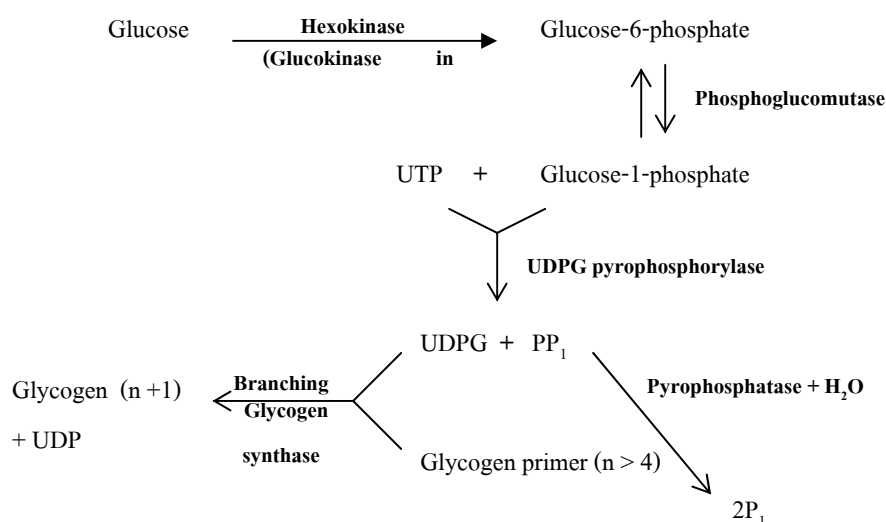 Glucose
Hexokinase
(Glucokinase in
Glucose-6-phosphate
Phosphoglucomutase
UTP + Glucose-1-phosphate
UDPG pyrophosphorylase
UDPG + PP1
Glycogen (n +1)
+ UDP
Branching
Glycogen
synthase
Pyrophosphatase + H2O
Glycogen primer (n > 4)
2P1